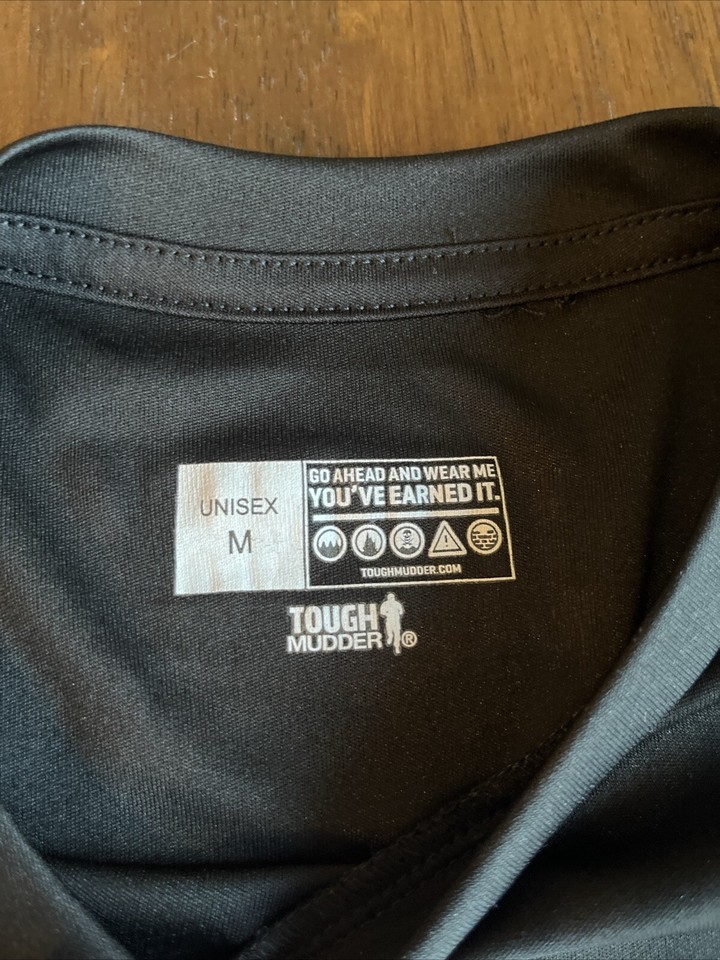 UNISEX
M
GO AHEAD AND WEAR ME
YOU'VE EARNED IT.
TOUGHMUDDER.COM
TOUGH
MUDDER®